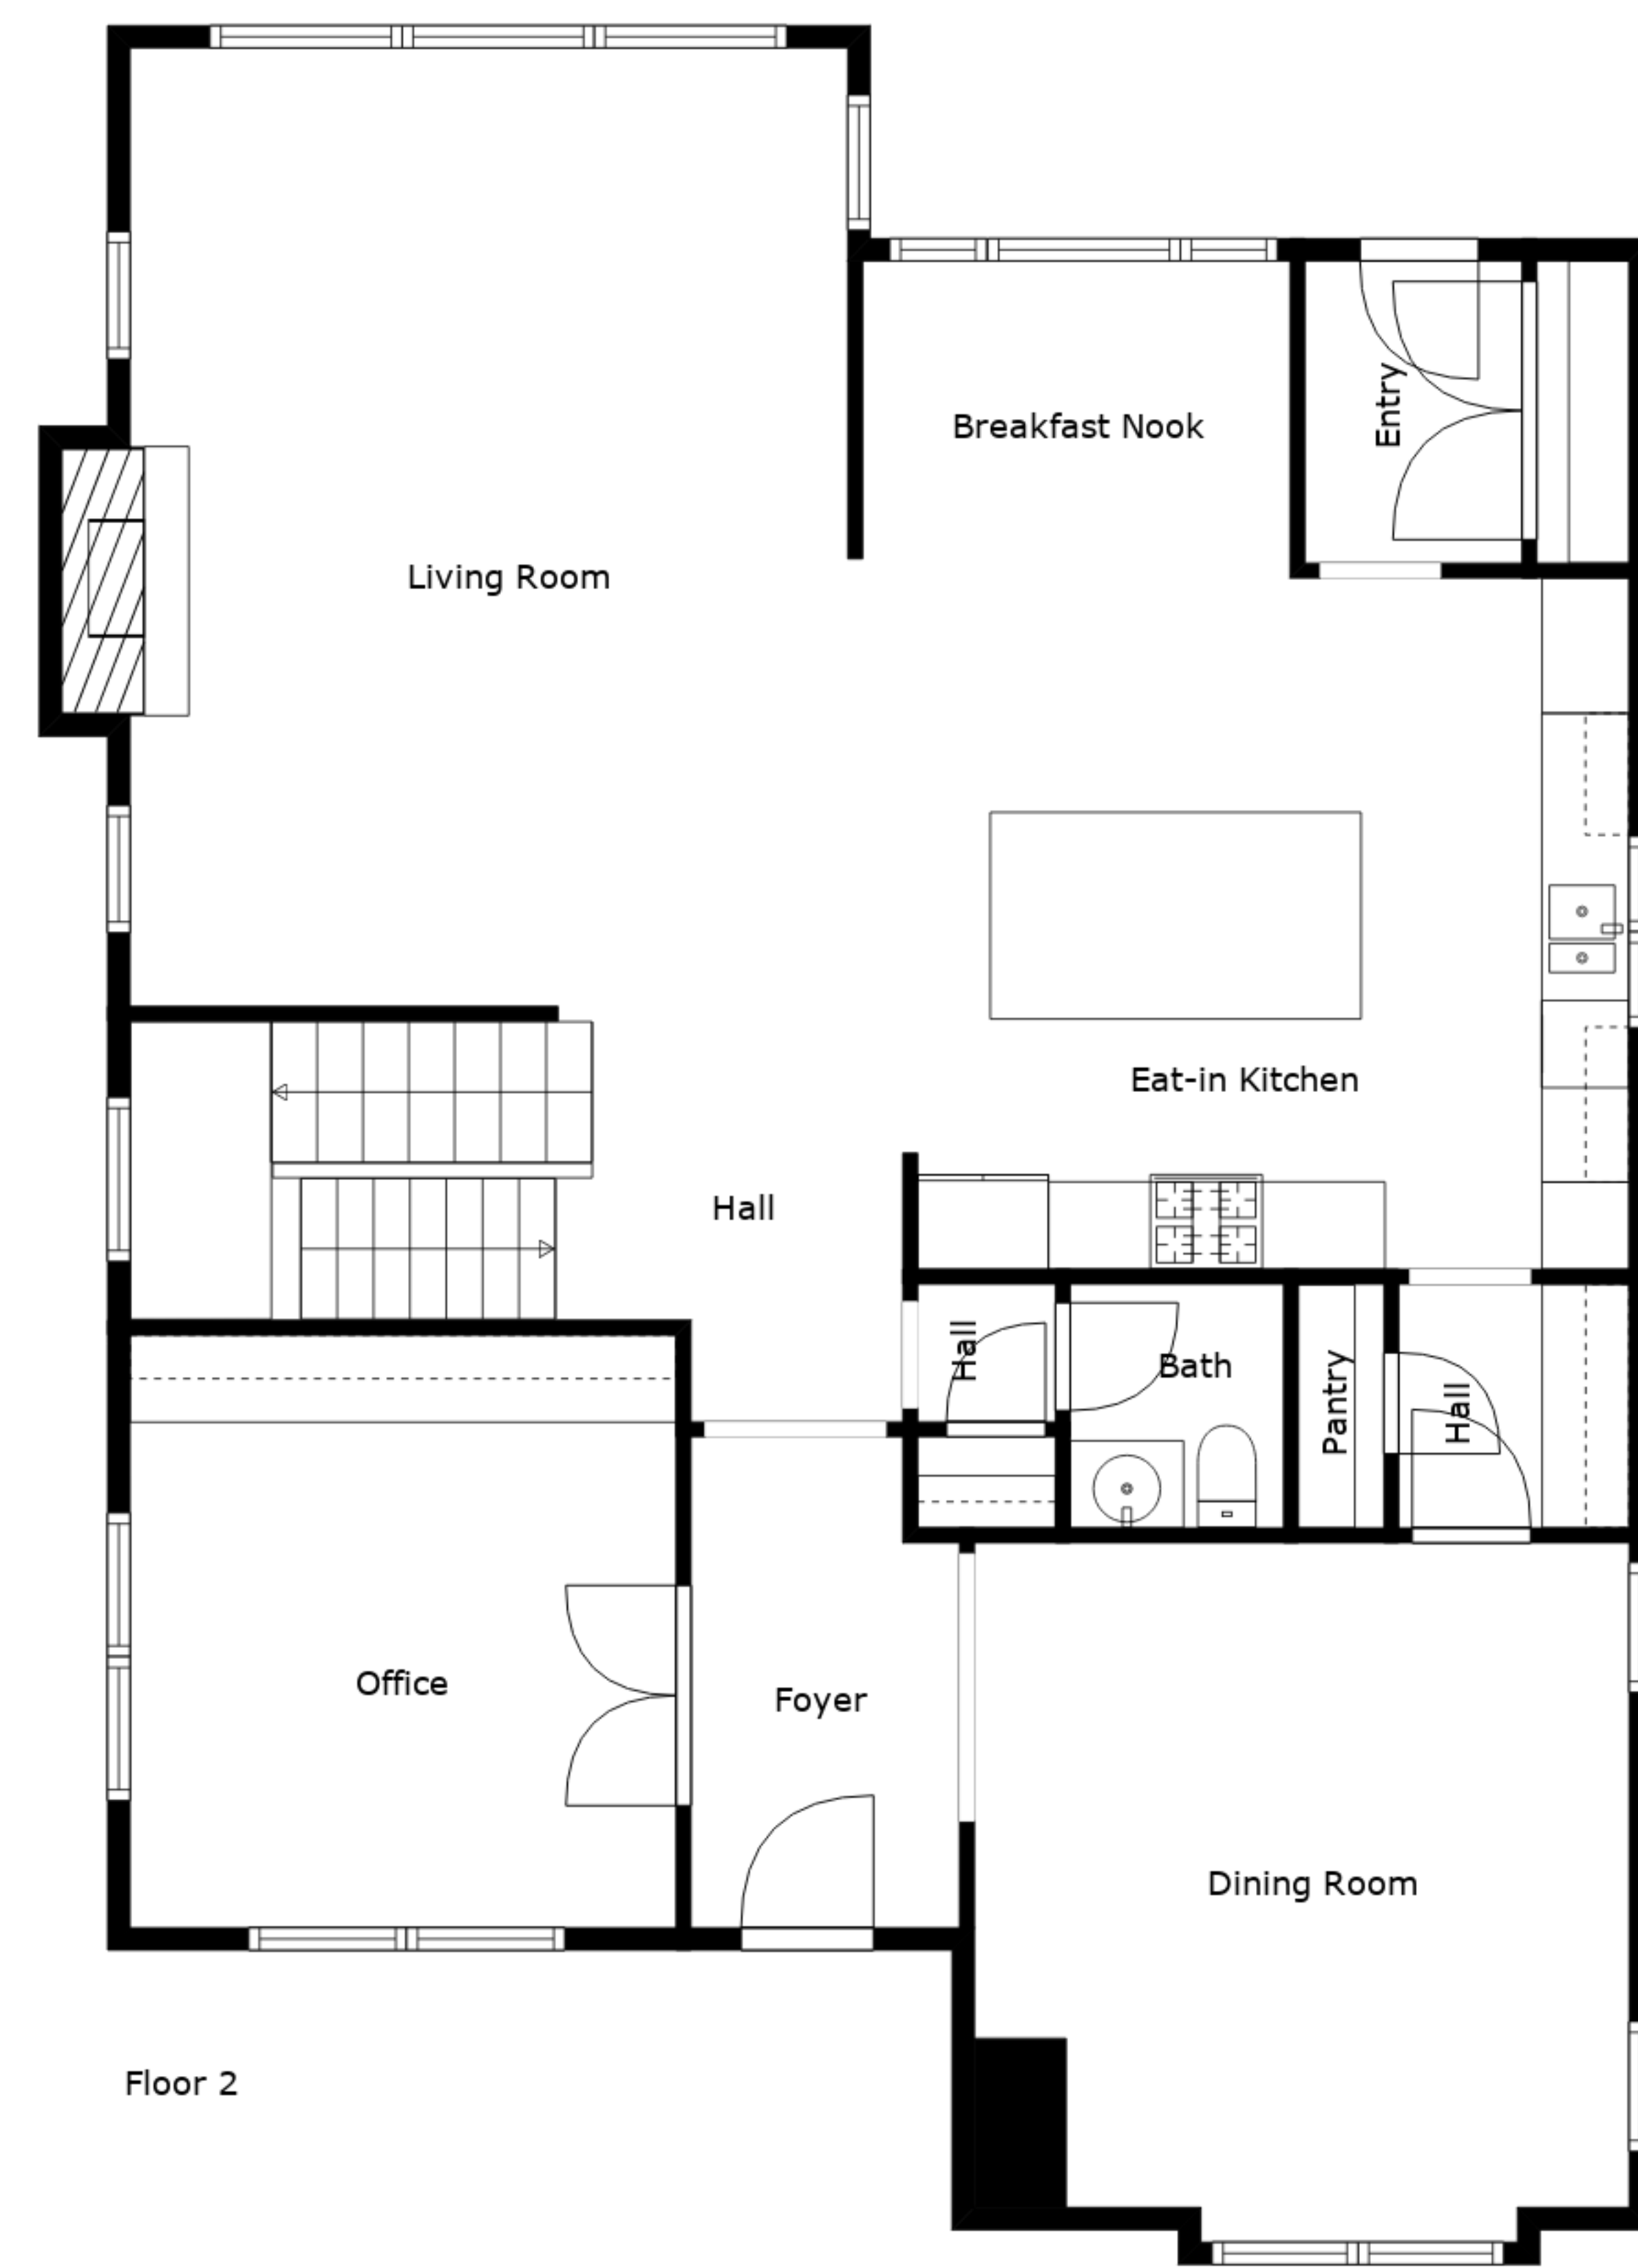 Breakfast Nook
Entry
Living Room
Eat-in Kitchen
Hall
Hall
Bath
Pantry
Hall
Office
Foyer
Dining Room
Floor 2